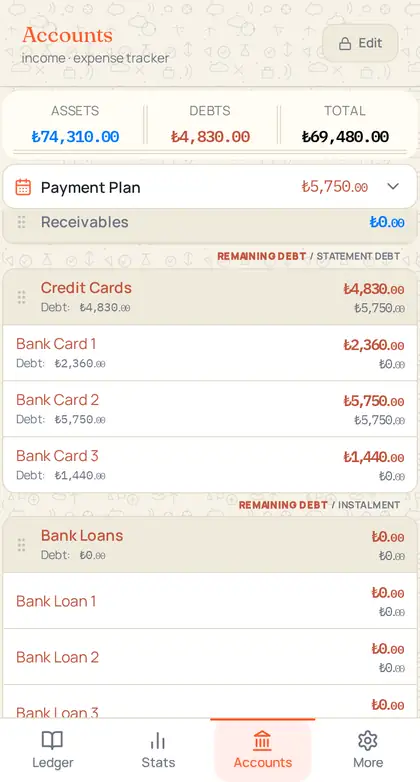 Accounts
income · expense tracker
Edit
ASSETS DEBTS TOTAL
₺74,310.00 ₺4,830.00 ₺69,480.00
Payment Plan ₺5,750.00
Receivables ₺0.00
REMAINING DEBT / STATEMENT DEBT
Credit Cards ₺4,830.00
Debt: ₺4,830.00 ₺5,750.00
Bank Card 1 ₺2,360.00
Debt: ₺2,360.00 ₺0.00
Bank Card 2 ₺5,750.00
Debt: ₺5,750.00 ₺5,750.00
Bank Card 3 ₺1,440.00
Debt: ₺1,440.00 ₺0.00
REMAINING DEBT / INSTALMENT
Bank Loans ₺0.00
Debt: ₺0.00 ₺0.00
Bank Loan 1 ₺0.00
₺0.00
Bank Loan 2 ₺0.00
₺0.00
Bank Loan 3 ₺0.00
Ledger Stats Accounts More